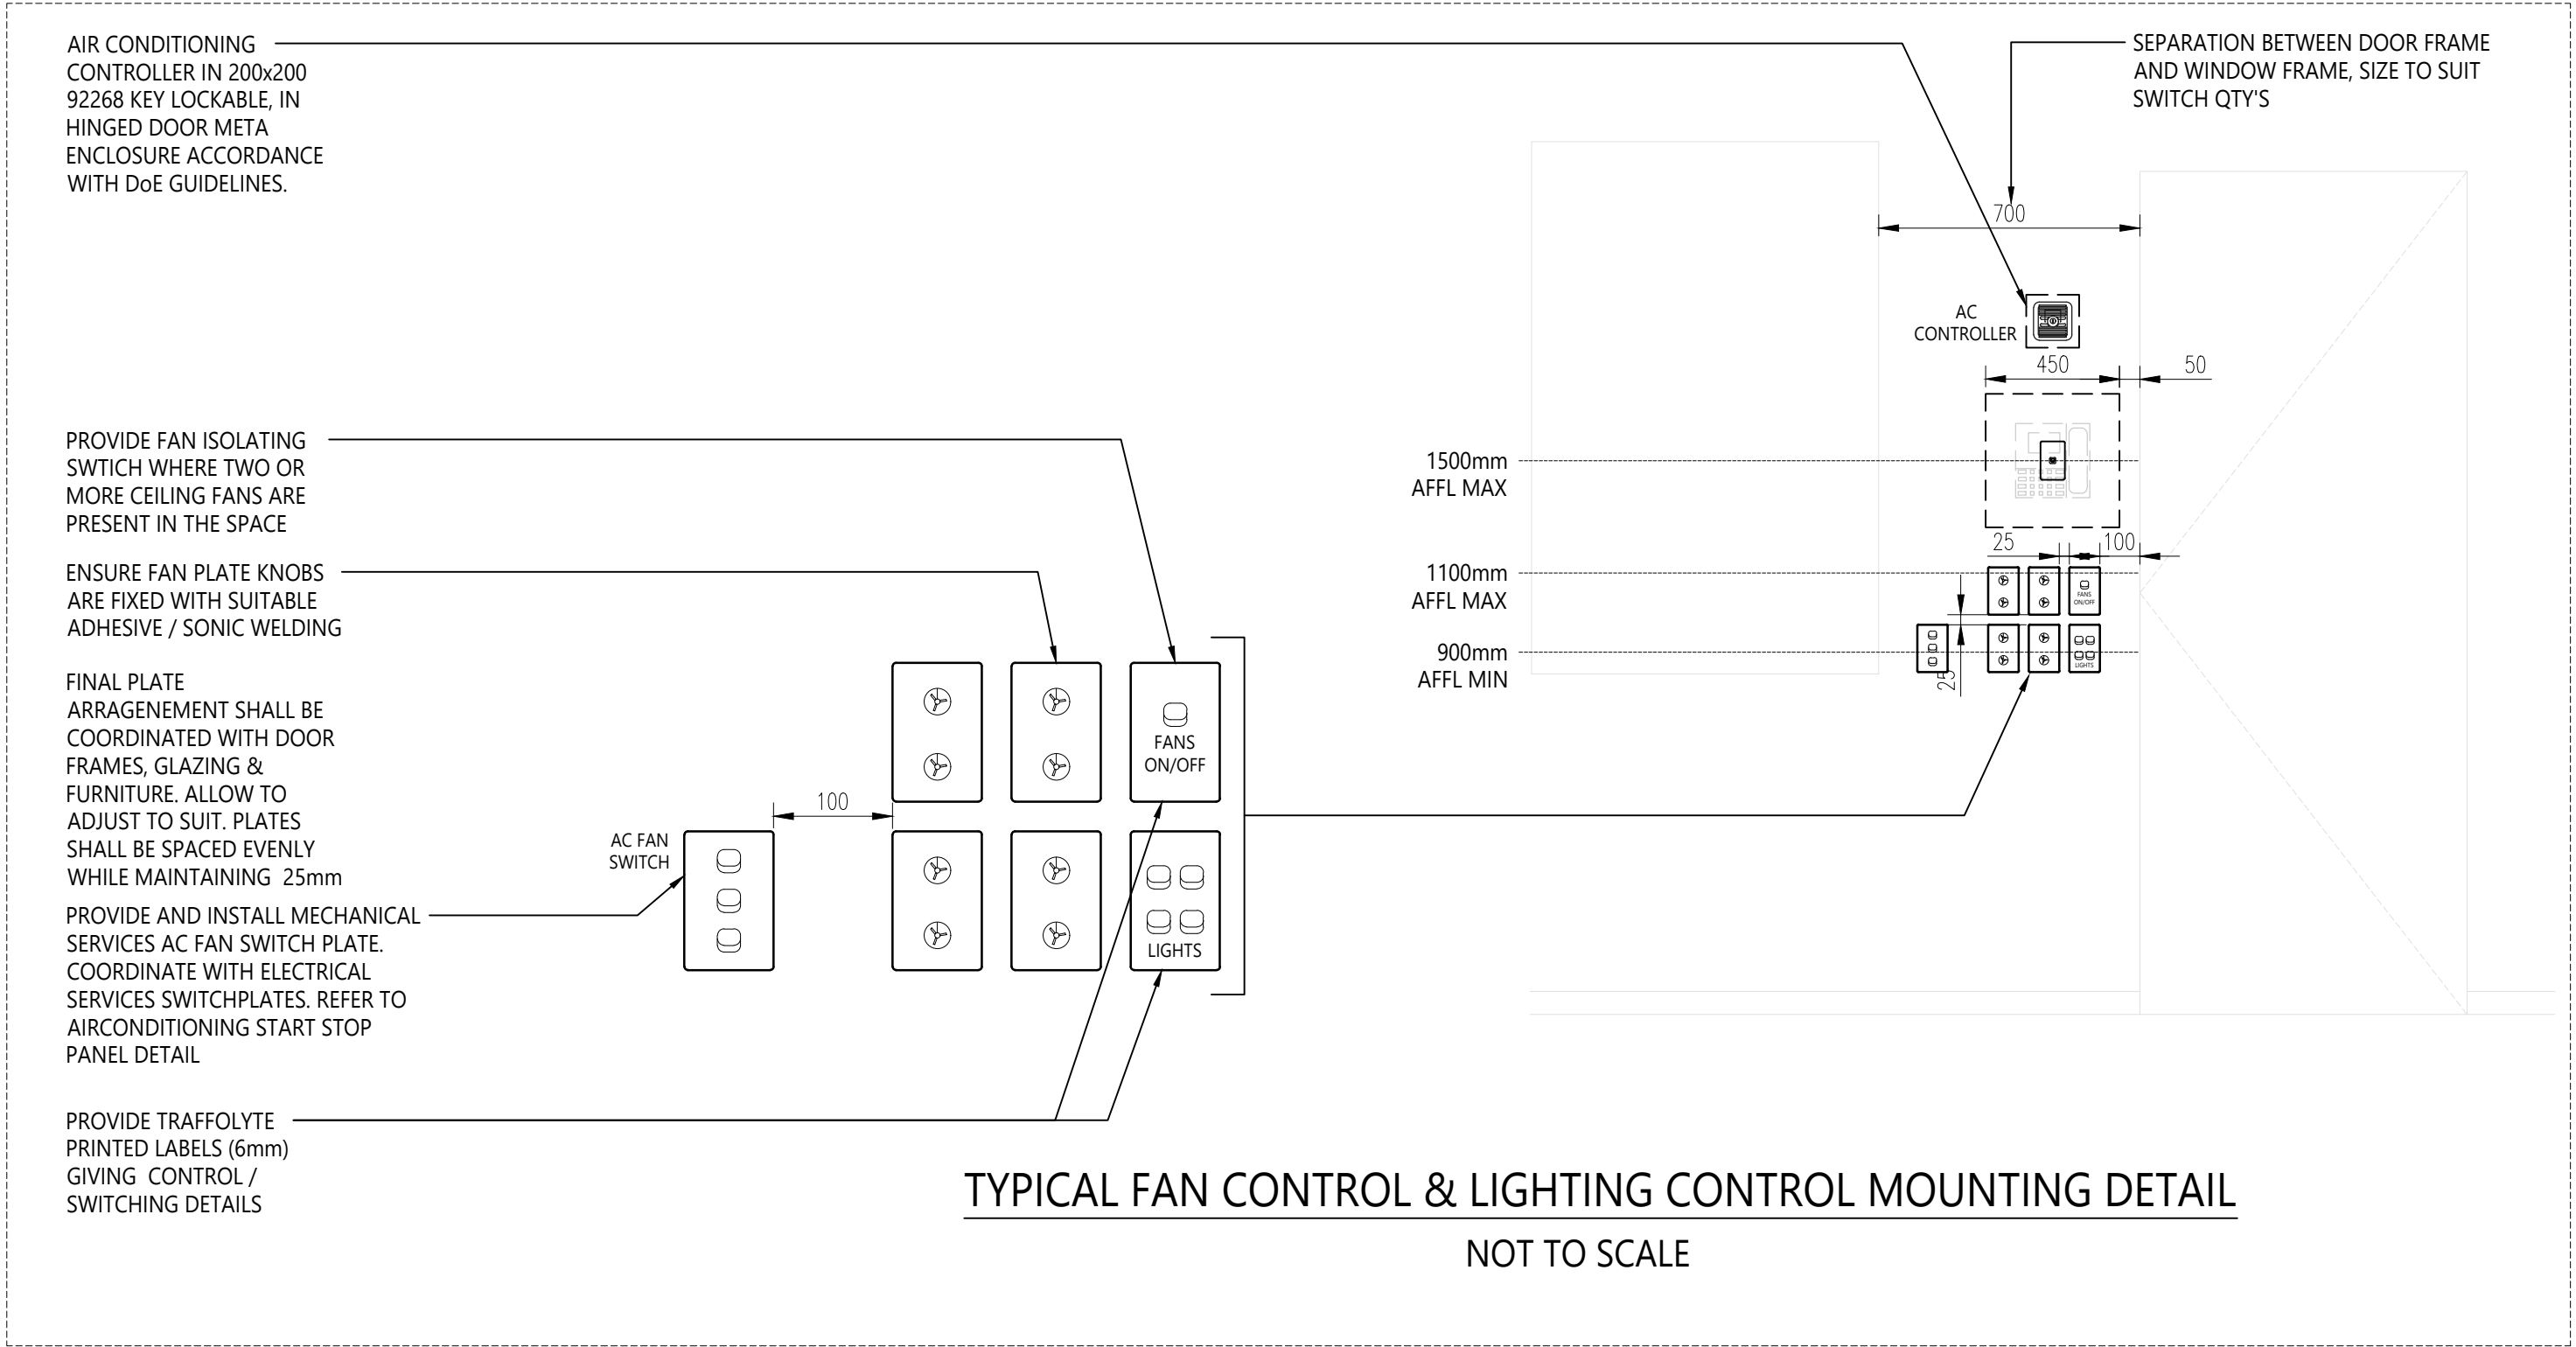 AIR CONDITIONING
CONTROLLER IN 200x200
92268 KEY LOCKABLE, IN
HINGED DOOR META
ENCLOSURE ACCORDANCE
WITH DoE GUIDELINES.
SEPARATION BETWEEN DOOR FRAME
AND WINDOW FRAME, SIZE TO SUIT
SWITCH QTY'S
700
AC
CONTROLLER
450
50
PROVIDE FAN ISOLATING
SWTICH WHERE TWO OR
MORE CEILING FANS ARE
PRESENT IN THE SPACE
1500mm
AFFL MAX
25
100
ENSURE FAN PLATE KNOBS
ARE FIXED WITH SUITABLE
ADHESIVE / SONIC WELDING
1100mm
AFFL MAX
FANS
ON/OFF
900mm
AFFL MIN
25
LIGHTS
FINAL PLATE
ARRAGENEMENT SHALL BE
COORDINATED WITH DOOR
FRAMES, GLAZING &
FURNITURE. ALLOW TO
ADJUST TO SUIT. PLATES
SHALL BE SPACED EVENLY
WHILE MAINTAINING 25mm
FANS
ON/OFF
100
AC FAN
SWITCH
LIGHTS
PROVIDE AND INSTALL MECHANICAL
SERVICES AC FAN SWITCH PLATE.
COORDINATE WITH ELECTRICAL
SERVICES SWITCHPLATES. REFER TO
AIRCONDITIONING START STOP
PANEL DETAIL
PROVIDE TRAFFOLYTE
PRINTED LABELS (6mm)
GIVING CONTROL /
SWITCHING DETAILS
TYPICAL FAN CONTROL & LIGHTING CONTROL MOUNTING DETAIL
NOT TO SCALE